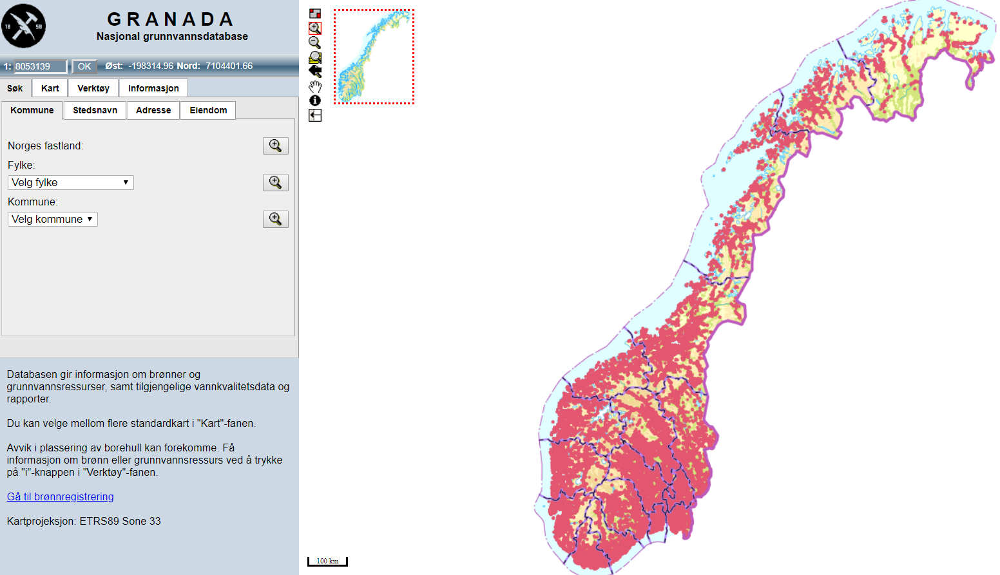 18 58
GRANADA
Nasjonal grunnvannsdatabase
1: 8053139 OK Øst: -198314.96 Nord: 7104401.66
Søk Kart Verktøy Informasjon
Kommune Stedsnavn Adresse Eiendom
Norges fastland:
Fylke:
Velg fylke
Kommune:
Velg kommune
Databasen gir informasjon om brønner og
grunnvannsressurser, samt tilgjengelige vannkvalitetsdata og
rapporter.
Du kan velge mellom flere standardkart i "Kart"-fanen.
Avvik i plassering av borehull kan forekomme. Få
informasjon om brønn eller grunnvannsressurs ved å trykke
på "i"-knappen i "Verktøy"-fanen.
Gå til brønnregistrering
Kartprojeksjon: ETRS89 Sone 33
100 km